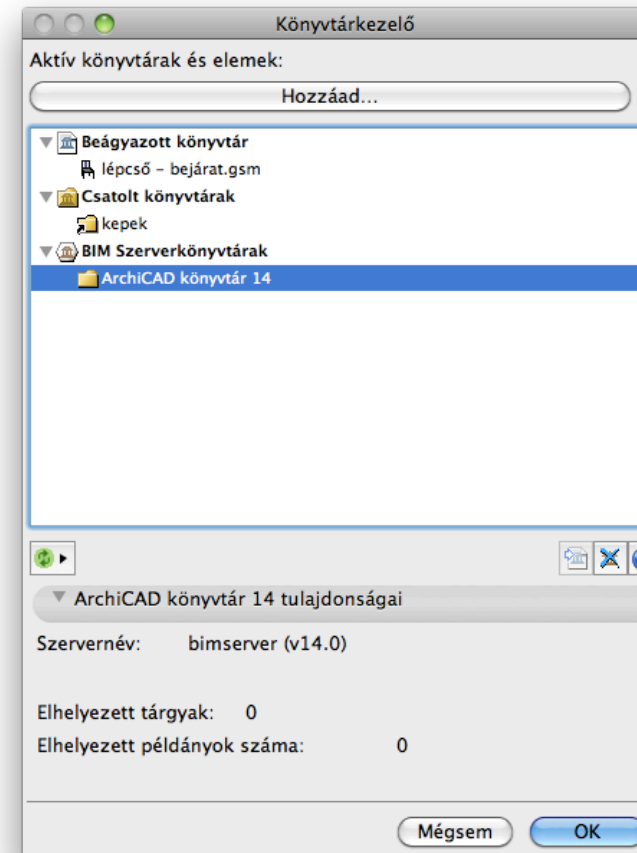 Könyvtárkezelő
Aktív könyvtárak és elemek:
Hozzáad...
Beágyazott könyvtár
lépcső - bejárat.gsm
Csatolt könyvtárak
kepek
BIM Szerverkönyvtárak
ArchiCAD könyvtár 14
ArchiCAD könyvtár 14 tulajdonságai
Szervernév: bimserver (v14.0)
Elhelyezett tárgyak: 0
Elhelyezett példányok száma: 0
Mégsem OK